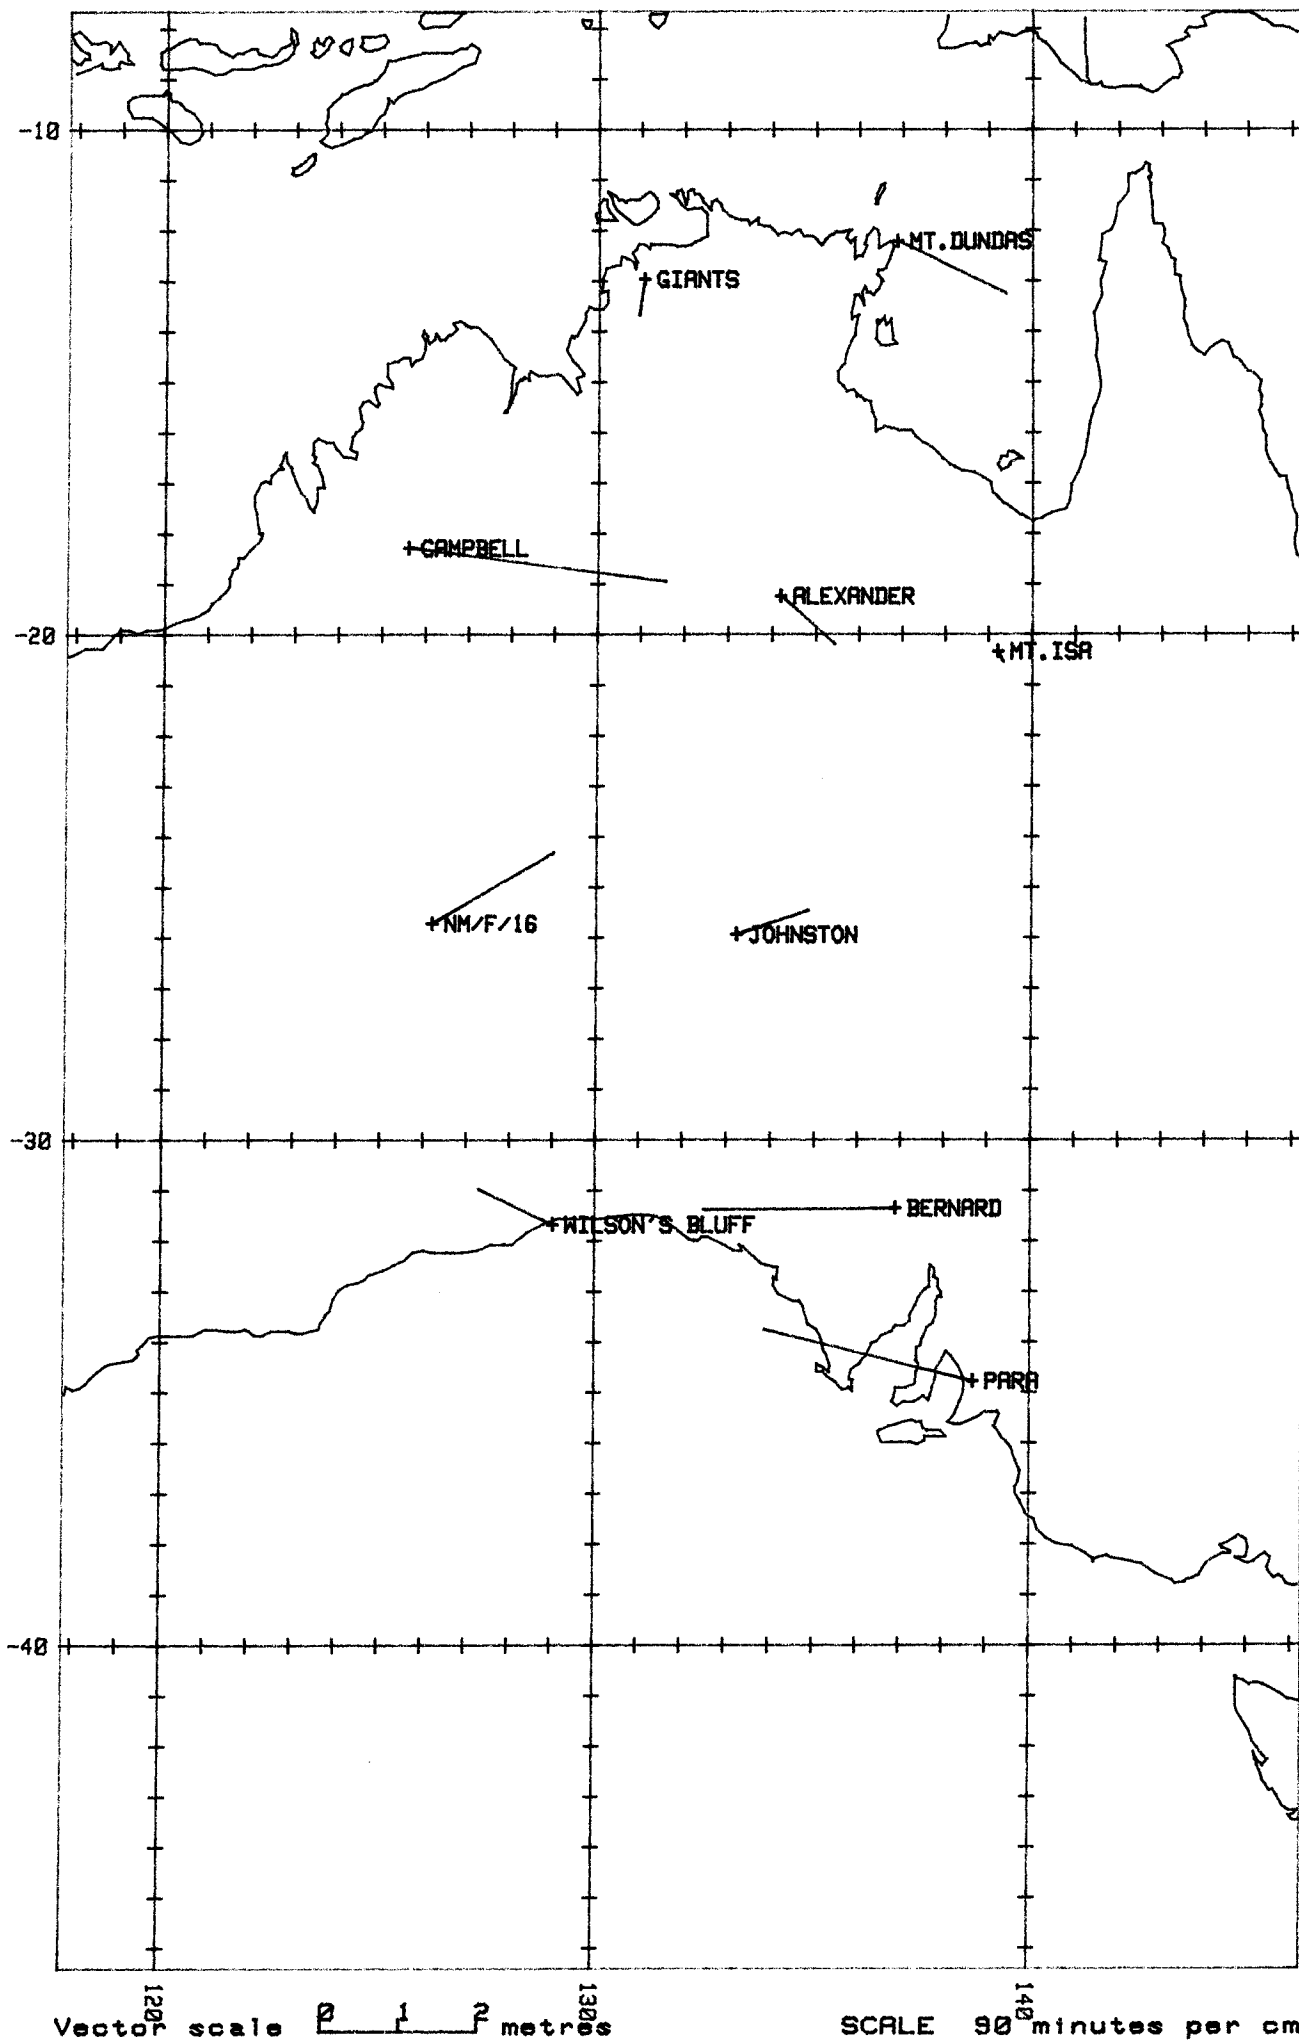 -10
MT.DUNDAS
GIANTS
CAMPBELL
ALEXANDER
-20
MT.ISA
NM/F/16
JOHNSTON
-30
BERNARD
WILSON'S BLUFF
PARA
-40
120
130
140
Vector scale 0 1 2 metres
SCALE 90 minutes per cm